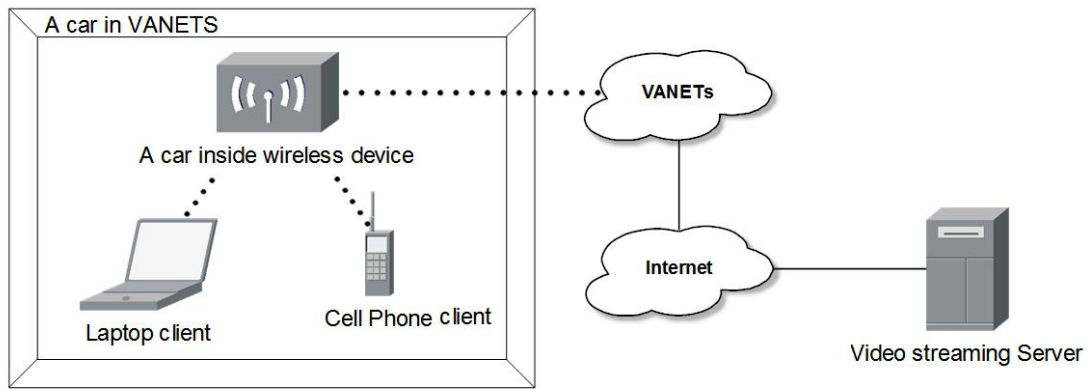 A car in VANETS
VANETs
A car inside wireless device
Internet
Laptop client
Cell Phone client
Video streaming Server